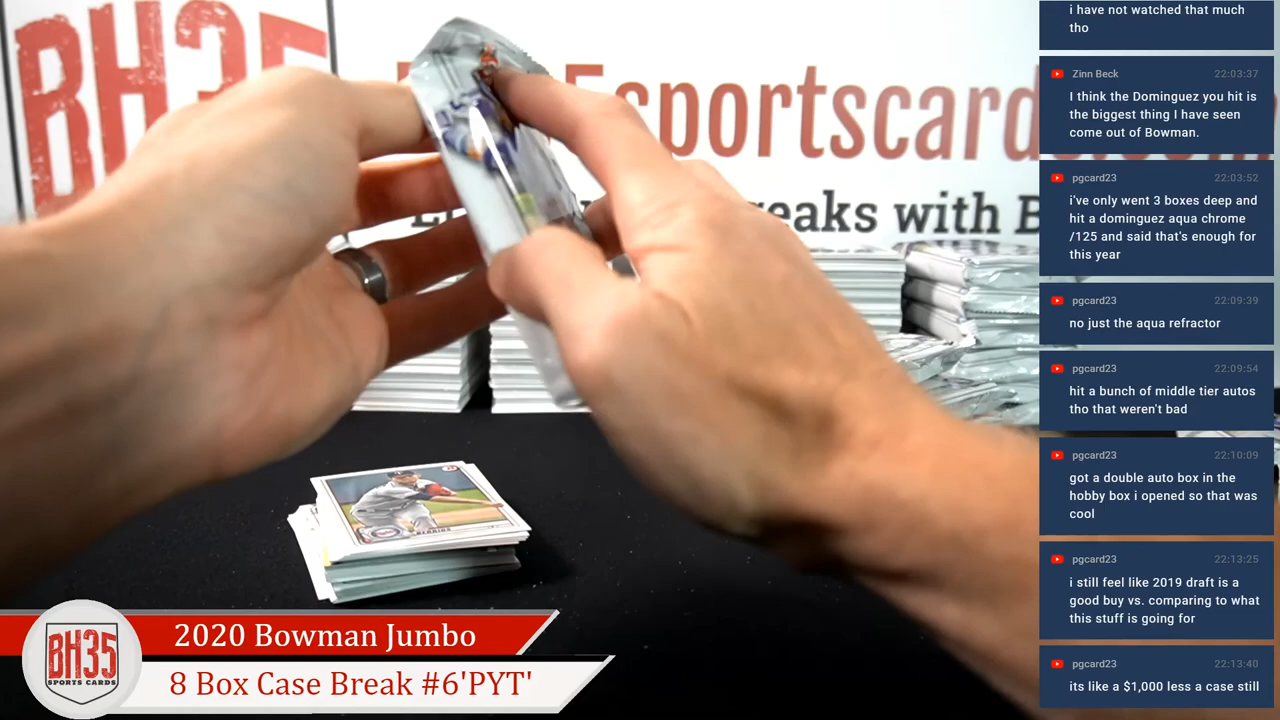 BH35
BH35sportscards.com
eaks with B
i have not watched that much
tho
Zinn Beck 22:03:37
I think the Dominguez you hit is
the biggest thing I have seen
come out of Bowman.
pgcard23 22:03:52
i've only went 3 boxes deep and
hit a dominguez aqua chrome
/125 and said that's enough for
this year
pgcard23 22:09:39
no just the aqua refractor
pgcard23 22:09:54
hit a bunch of middle tier autos
tho that weren't bad
pgcard23 22:10:09
got a double auto box in the
hobby box i opened so that was
cool
pgcard23 22:13:25
i still feel like 2019 draft is a
good buy vs. comparing to what
this stuff is going for
pgcard23 22:13:40
its like a $1,000 less a case still
BH35
SPORTS CARDS
2020 Bowman Jumbo
8 Box Case Break #6'PYT'